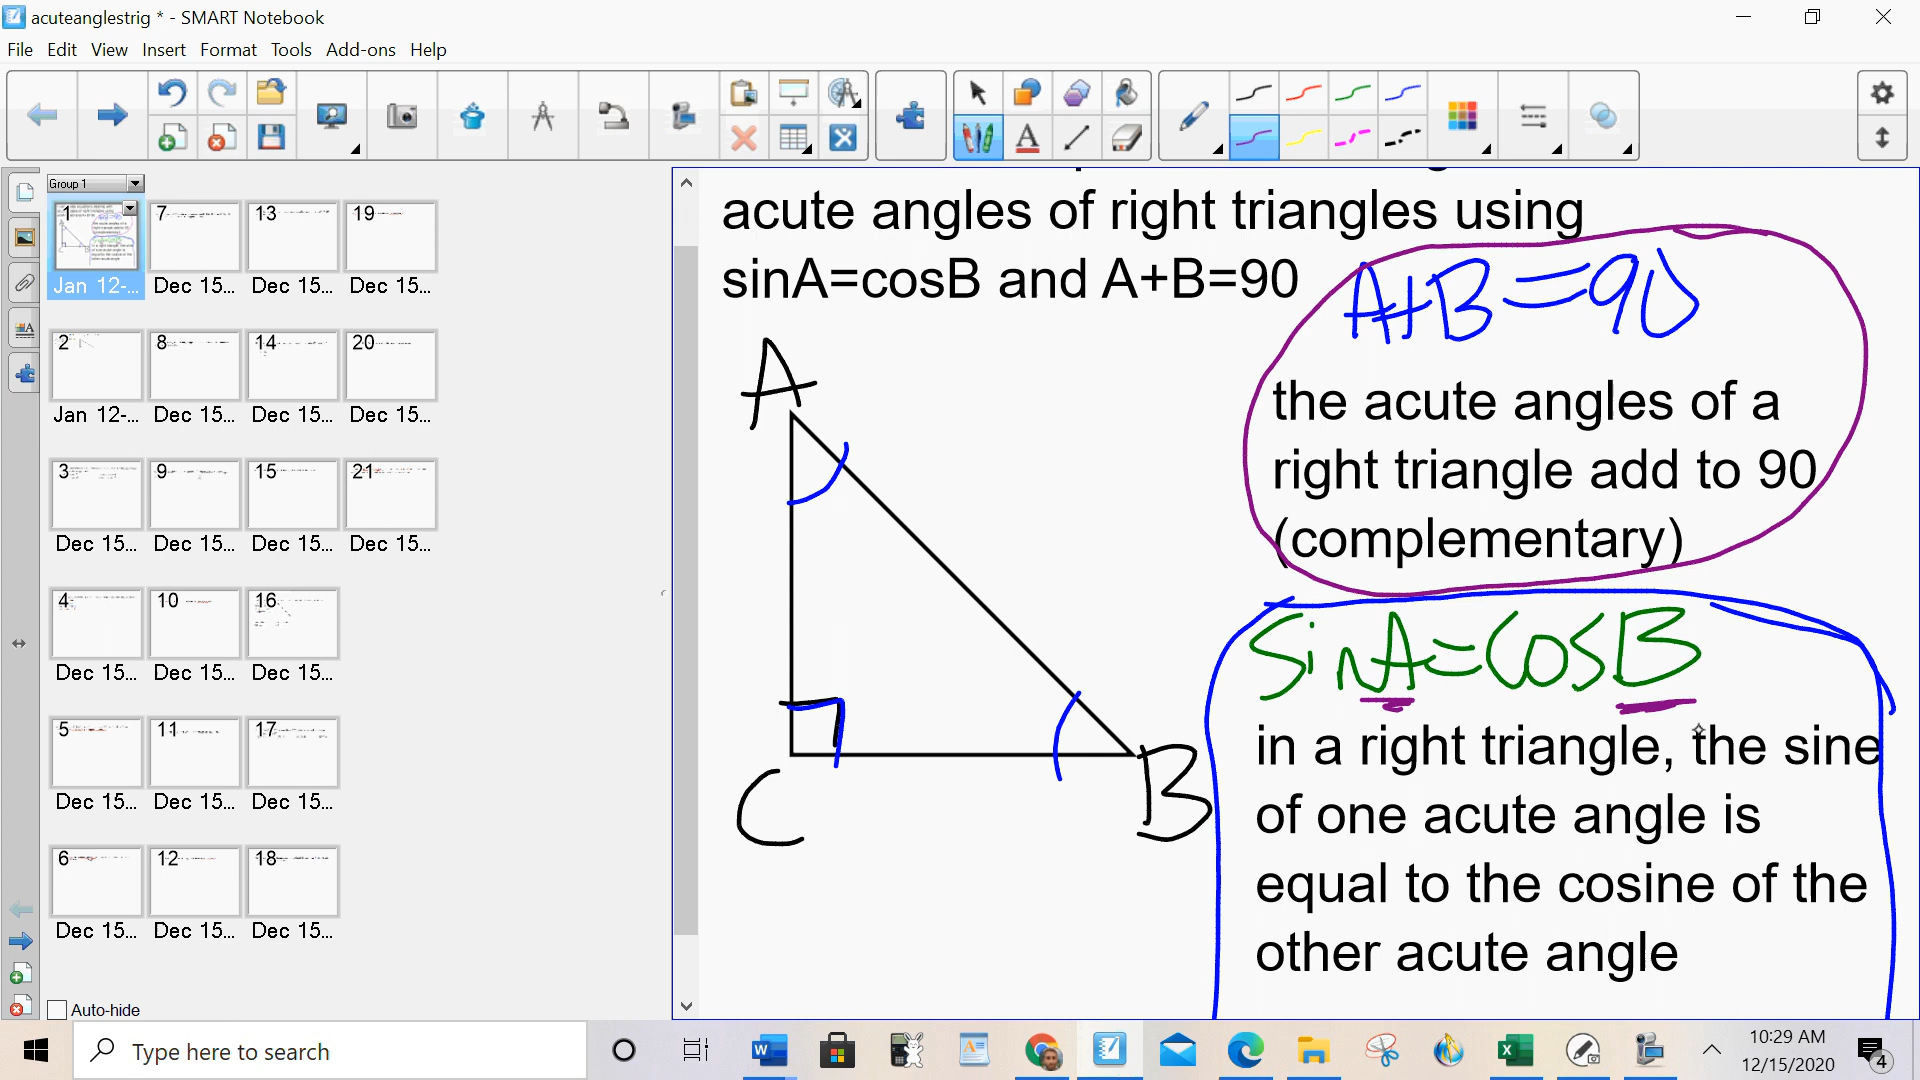 acuteanglestrig * - SMART Notebook
File Edit View Insert Format Tools Add-ons Help
Group 1
1 7 13 19
Jan 12-... Dec 15... Dec 15... Dec 15...
2 8 14 20
Jan 12-... Dec 15... Dec 15... Dec 15...
3 9 15 21
Dec 15... Dec 15... Dec 15... Dec 15...
4 10 16
Dec 15... Dec 15... Dec 15...
5 11 17
Dec 15... Dec 15... Dec 15...
6 12 18
Dec 15... Dec 15... Dec 15...
Auto-hide
acute angles of right triangles using
sinA=cosB and A+B=90
A+B=90
the acute angles of a
right triangle add to 90
(complementary)
A
C
B
SinA=COSB
in a right triangle, the sine
of one acute angle is
equal to the cosine of the
other acute angle
Type here to search
10:29 AM
12/15/2020
4